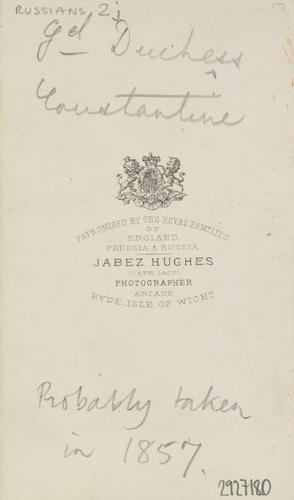 RUSSIANS 2j
Gd Duchess
Constantine
PATRONIZED BY THE ROYAL FAMILIES
OF
ENGLAND
PRUSSIA & RUSSIA
JABEZ HUGHES
(LATE LACY)
PHOTOGRAPHER
ARCADE
RYDE, ISLE OF WIGHT
Probably taken
in 1857.
2927180